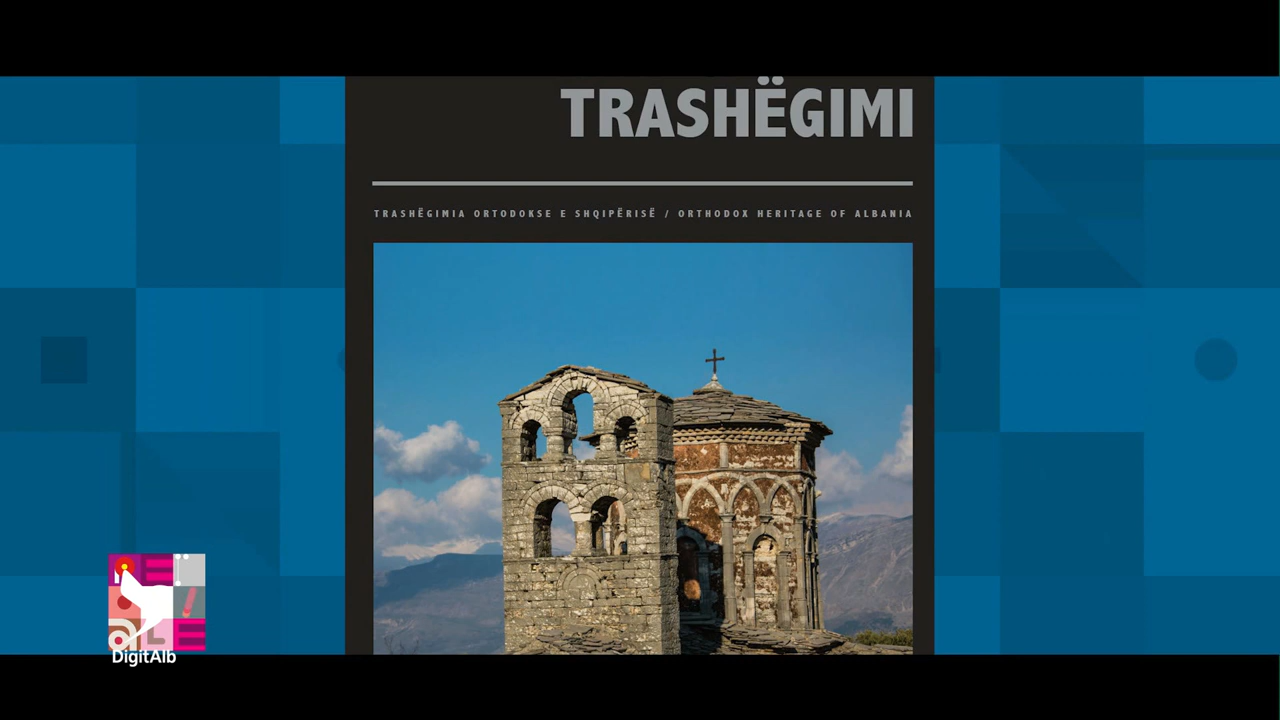 TRASHËGIMI
TRASHËGIMIA ORTODOKSE E SHQIPËRISË / ORTHODOX HERITAGE OF ALBANIA
DigitAlb